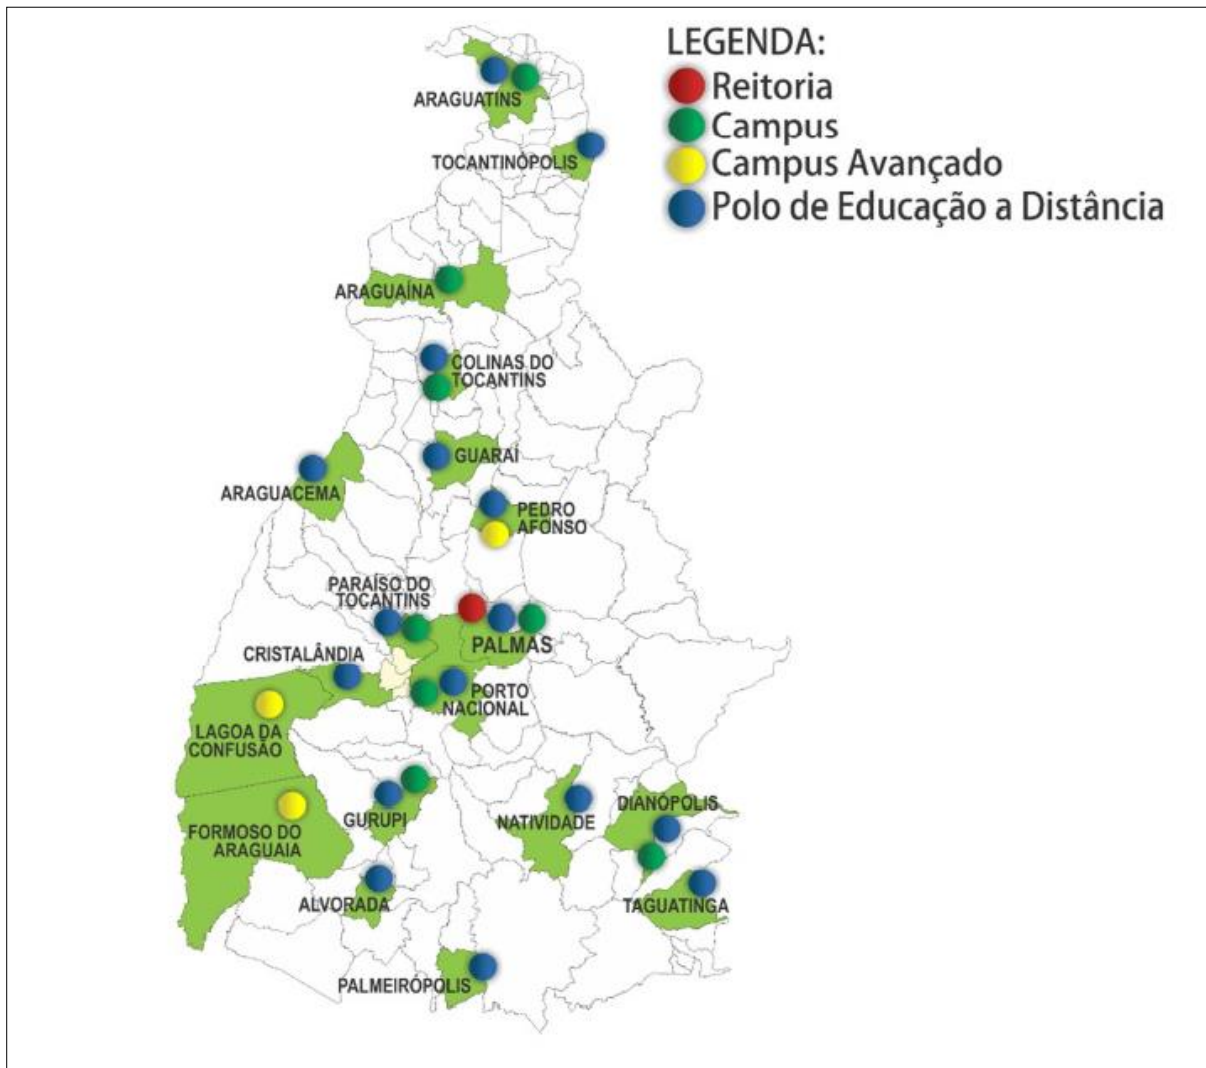 LEGENDA:
Reitoria
Campus
Campus Avançado
Polo de Educação a Distância
ARAGUATINS
TOCANTINÓPOLIS
ARAGUAÍNA
COLINAS DO
TOCANTINS
GUARAÍ
ARAGUACEMA
PEDRO
AFONSO
PARAÍSO DO
TOCANTINS
PALMAS
CRISTALÂNDIA
PORTO
NACIONAL
LAGOA DA
CONFUSÃO
FORMOSO DO
ARAGUAIA
GURUPI
NATIVIDADE
DIANÓPOLIS
ALVORADA
TAGUATINGA
PALMEIRÓPOLIS